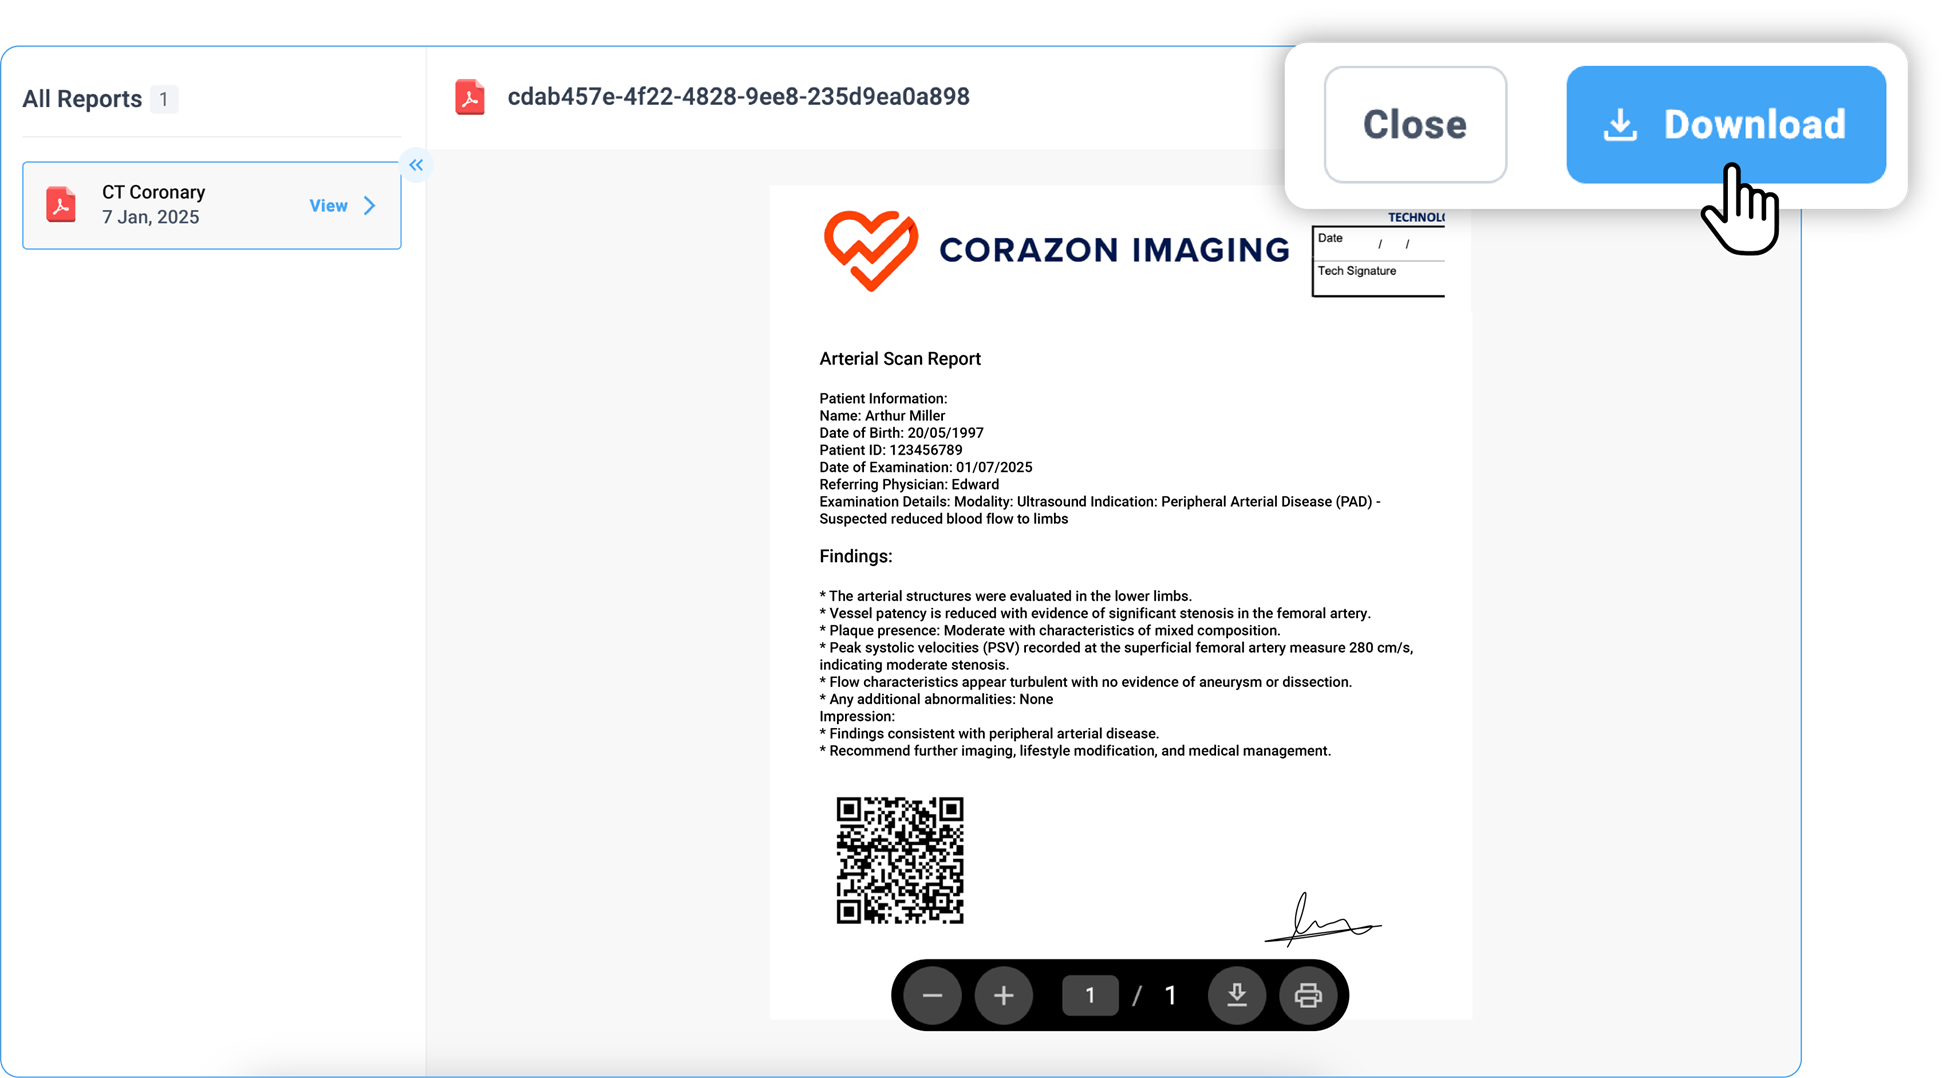 All Reports 1
CT Coronary
7 Jan, 2025
View
cdab457e-4f22-4828-9ee8-235d9ea0a898
Close
Download
CORAZON IMAGING
TECHNOLO
Date / /
Tech Signature
Arterial Scan Report
Patient Information:
Name: Arthur Miller
Date of Birth: 20/05/1997
Patient ID: 123456789
Date of Examination: 01/07/2025
Referring Physician: Edward
Examination Details: Modality: Ultrasound Indication: Peripheral Arterial Disease (PAD) -
Suspected reduced blood flow to limbs
Findings:
* The arterial structures were evaluated in the lower limbs.
* Vessel patency is reduced with evidence of significant stenosis in the femoral artery.
* Plaque presence: Moderate with characteristics of mixed composition.
* Peak systolic velocities (PSV) recorded at the superficial femoral artery measure 280 cm/s,
indicating moderate stenosis.
* Flow characteristics appear turbulent with no evidence of aneurysm or dissection.
* Any additional abnormalities: None
Impression:
* Findings consistent with peripheral arterial disease.
* Recommend further imaging, lifestyle modification, and medical management.
1 / 1